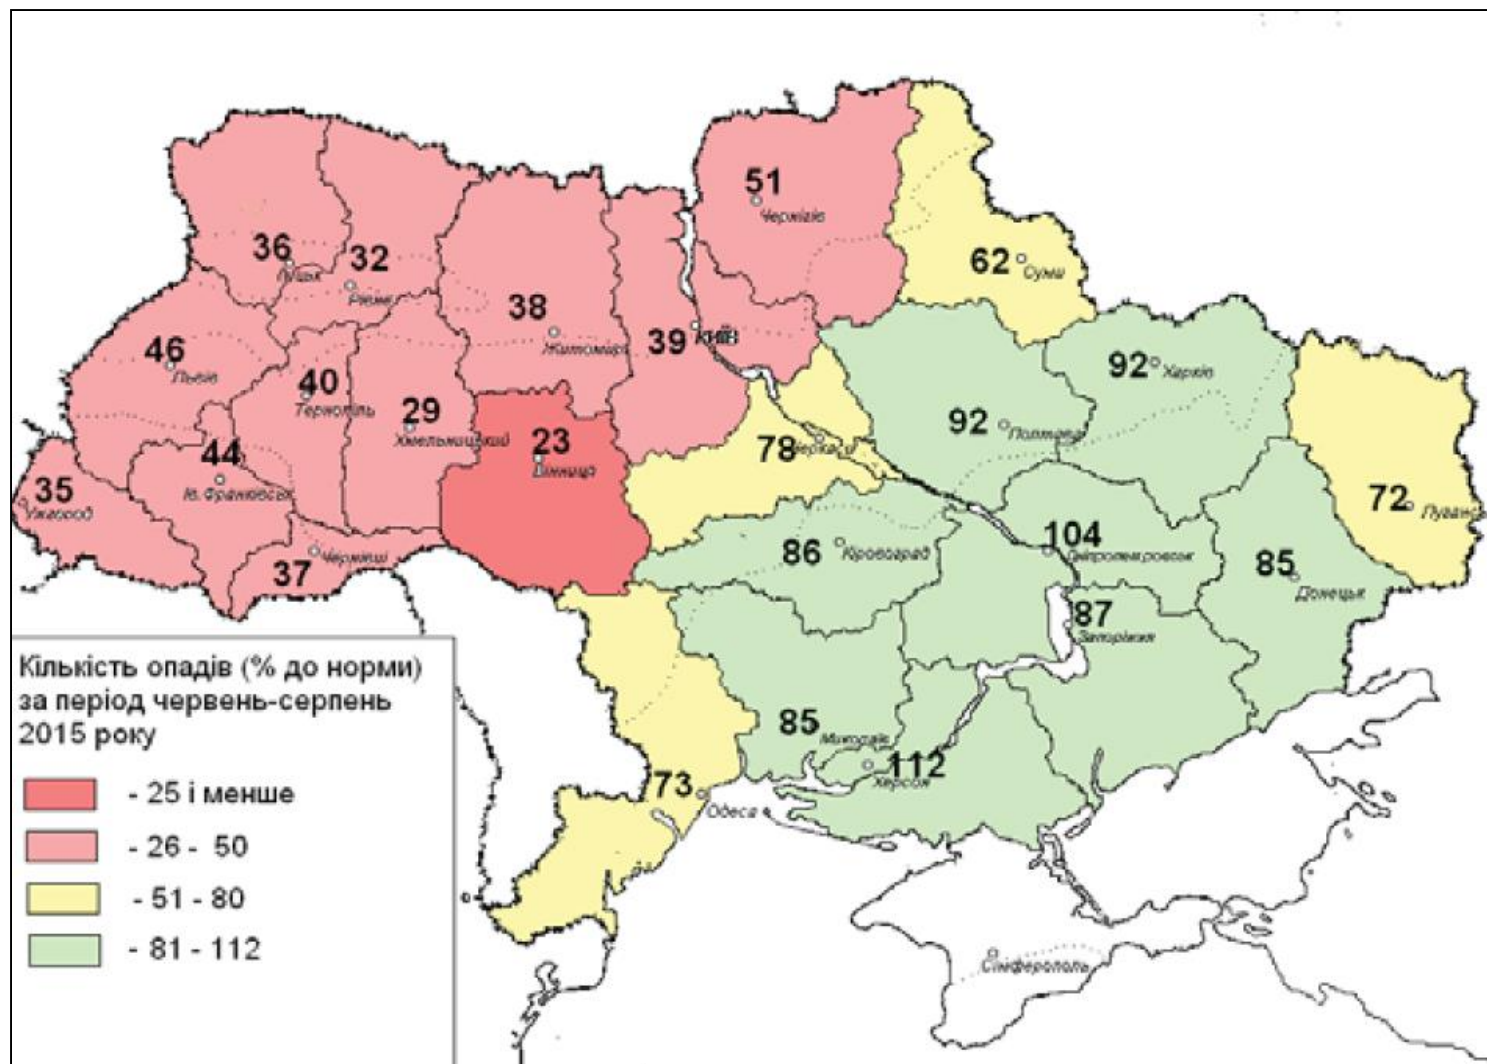 51
Чернігів
62
Суми
36
Луцьк
32
Рівне
38
Житомир
39
КИЇВ
46
Львів
40
Тернопіль
29
Хмельницький
23
Вінниця
78
Черкаси
92
Полтава
92
Харків
72
Луганськ
44
Ів. Франківськ
35
Ужгород
37
Чернівці
86
Кіровоград
104
Дніпропетровськ
85
Донецьк
87
Запоріжжя
85
Миколаїв
112
Херсон
73
Одеса
Сімферополь
Кількість опадів (% до норми)
за період червень-серпень
2015 року
- 25 і менше
- 26 - 50
- 51 - 80
- 81 - 112